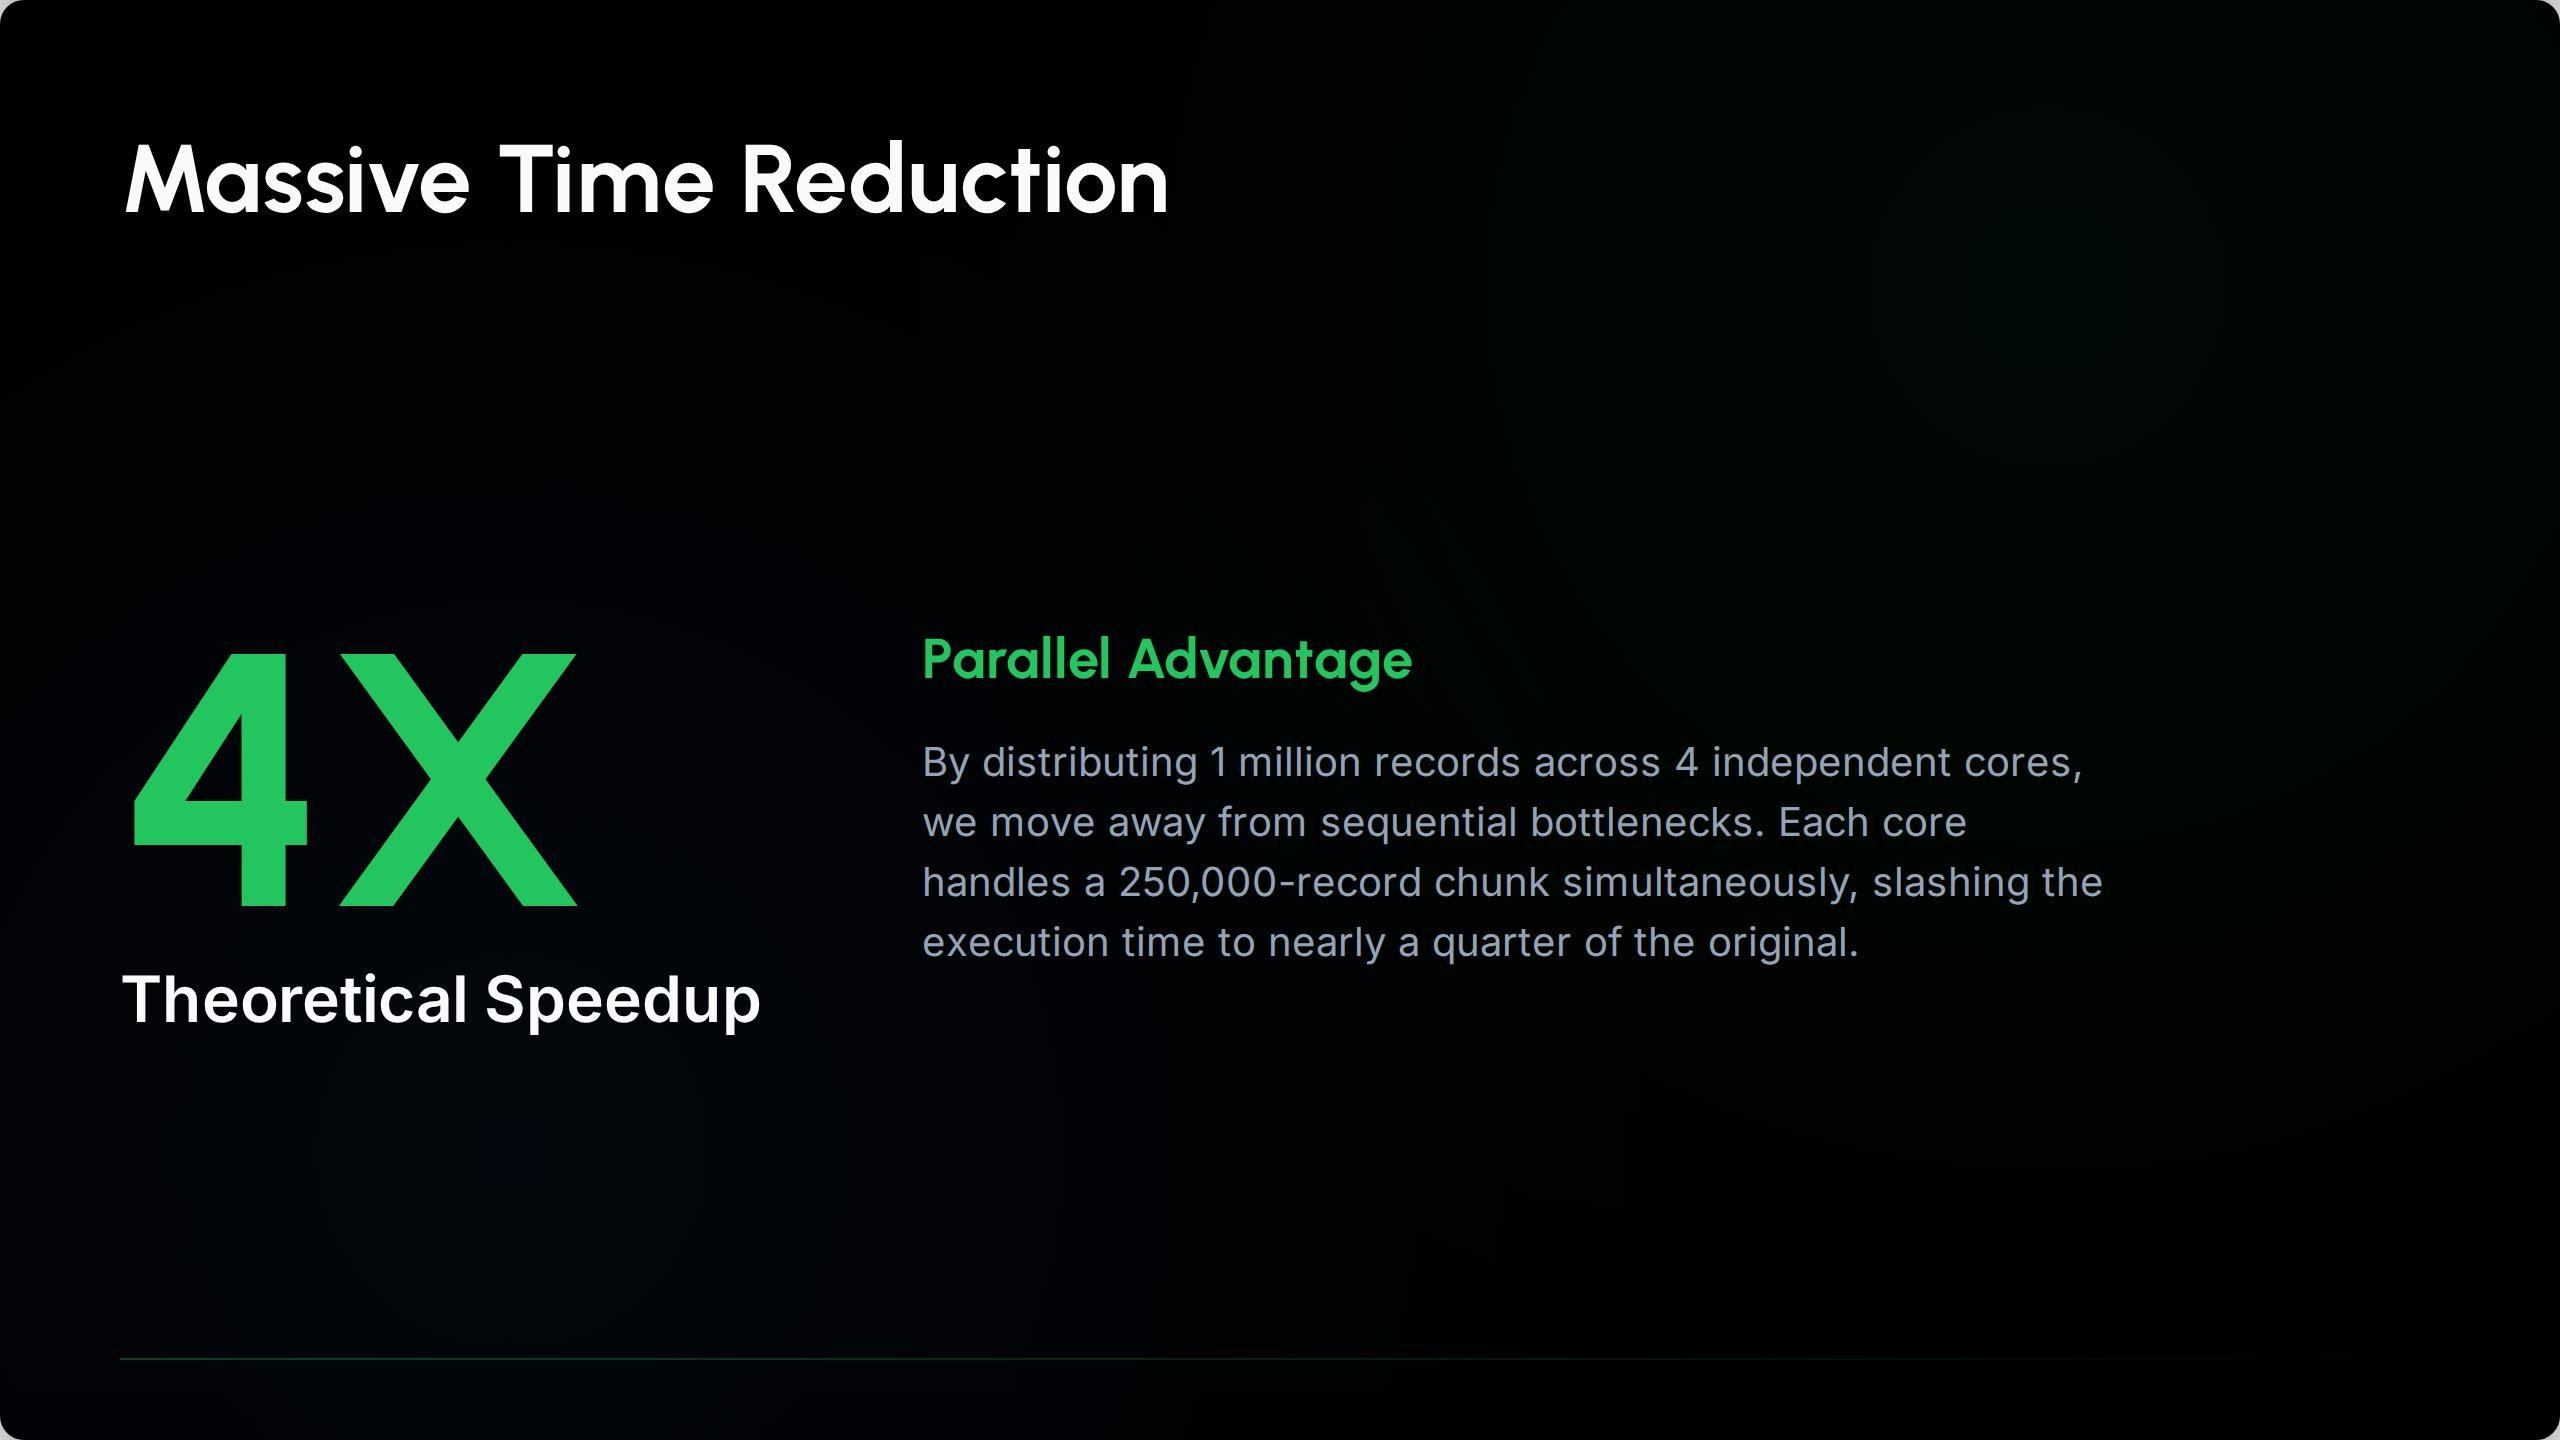 Massive Time Reduction
4X
Theoretical Speedup
Parallel Advantage
By distributing 1 million records across 4 independent cores,
we move away from sequential bottlenecks. Each core
handles a 250,000-record chunk simultaneously, slashing the
execution time to nearly a quarter of the original.